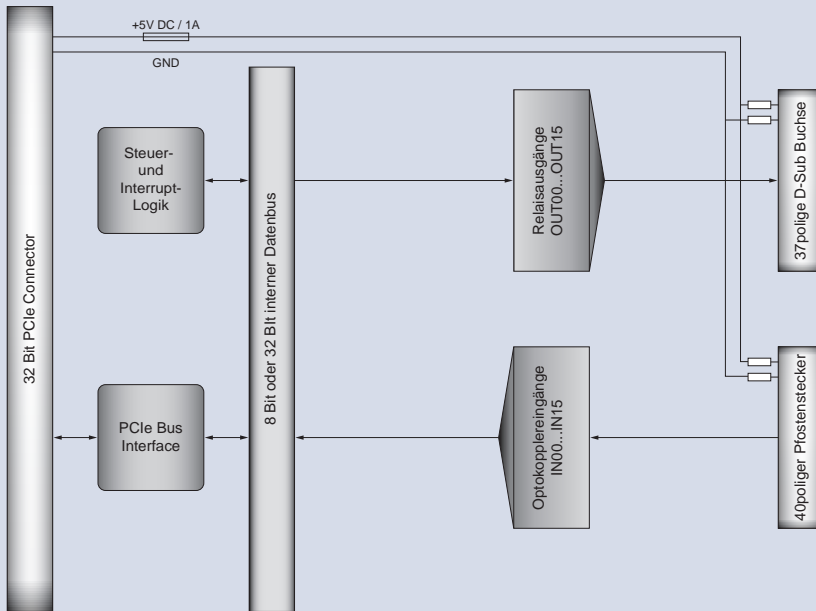 +5V DC / 1A
GND
32 Bit PCIe Connector
Steuer-
und
Interrupt-
Logik
PCIe Bus
Interface
8 Bit oder 32 BIt interner Datenbus
Relaisausgänge
OUT00...OUT15
Optokopplereingänge
IN00...IN15
37polige D-Sub Buchse
40poliger Pfostenstecker